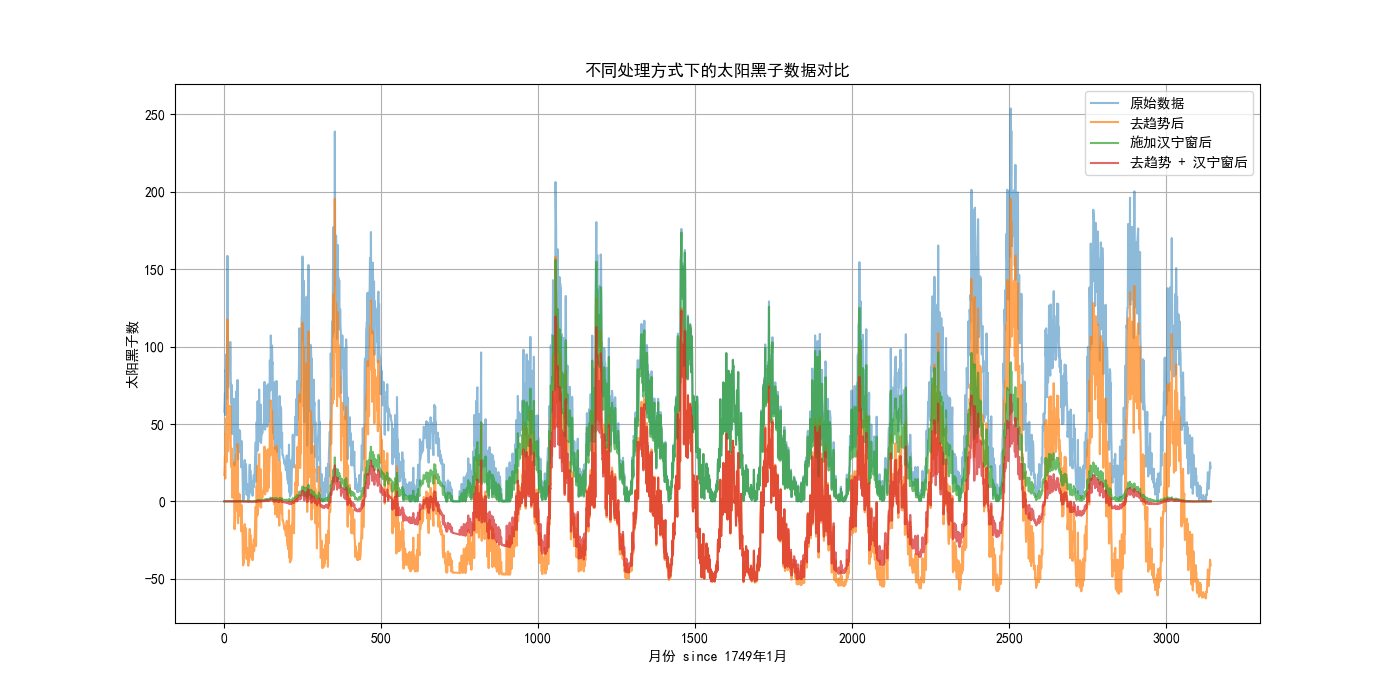 不同处理方式下的太阳黑子数据对比
原始数据
去趋势后
施加汉宁窗后
去趋势 + 汉宁窗后
太阳黑子数
250
200
150
100
50
0
−50
0
500
1000
1500
2000
2500
3000
月份 since 1749年1月